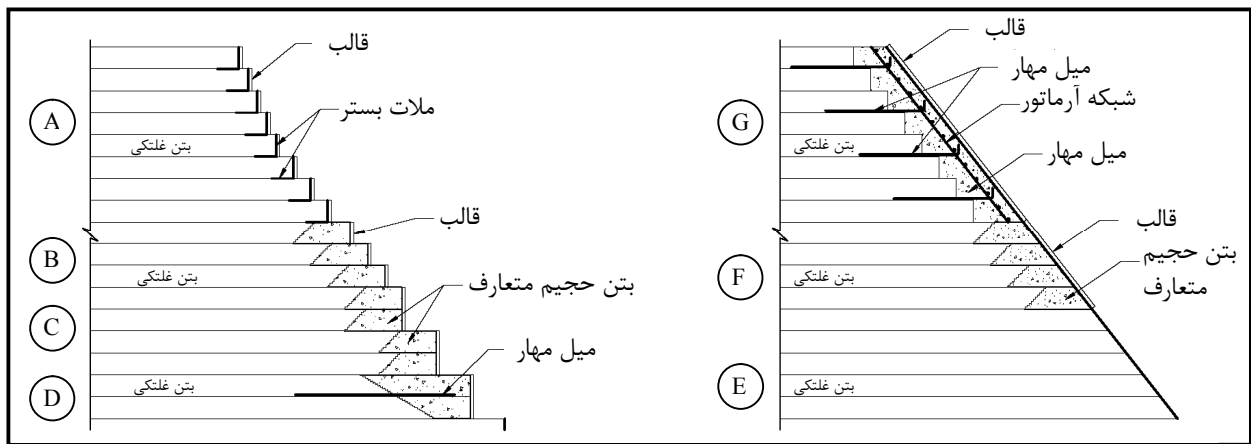 قالب
ملات بستر
A
بتن غلتکی
قالب
B
بتن غلتکی
بتن حجیم متعارف
C
میل مهار
بتن غلتکی
D
قالب
میل مهار
شبکه آرماتور
G
بتن غلتکی
میل مهار
قالب
بتن حجیم
متعارف
F
بتن غلتکی
E
بتن غلتکی